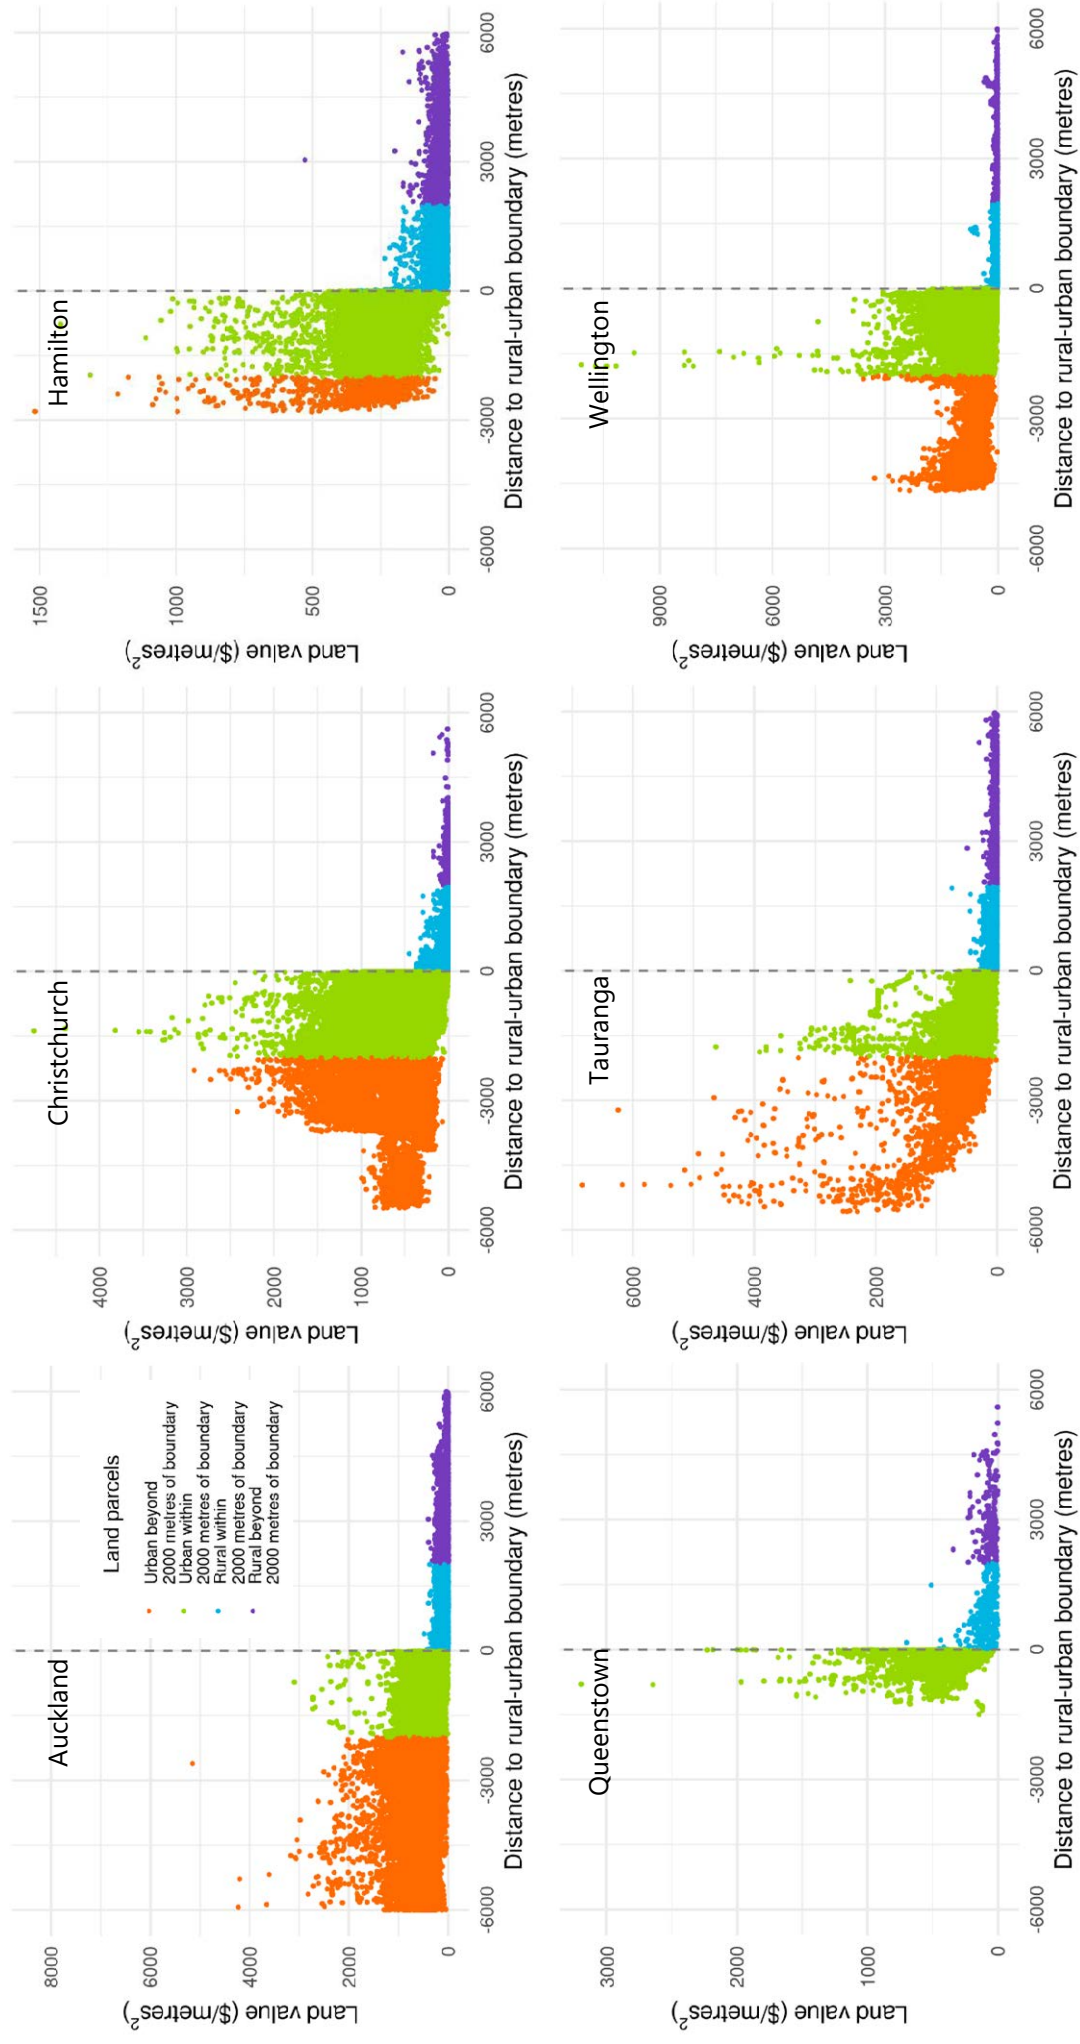 Auckland
Land value ($/metres²)
8000
6000
4000
2000
0
-6000
-3000
0
3000
6000
Distance to rural-urban boundary (metres)
Land parcels
Urban beyond
2000 metres of boundary
Urban within
2000 metres of boundary
Rural within
2000 metres of boundary
Rural beyond
2000 metres of boundary
Christchurch
Land value ($/metres²)
4000
3000
2000
1000
0
-6000
-3000
0
3000
6000
Distance to rural-urban boundary (metres)
Hamilton
Land value ($/metres²)
1500
1000
500
0
-6000
-3000
0
3000
6000
Distance to rural-urban boundary (metres)
Queenstown
Land value ($/metres²)
3000
2000
1000
0
-6000
-3000
0
3000
6000
Distance to rural-urban boundary (metres)
Tauranga
Land value ($/metres²)
6000
4000
2000
0
-6000
-3000
0
3000
6000
Distance to rural-urban boundary (metres)
Wellington
Land value ($/metres²)
9000
6000
3000
0
-6000
-3000
0
3000
6000
Distance to rural-urban boundary (metres)